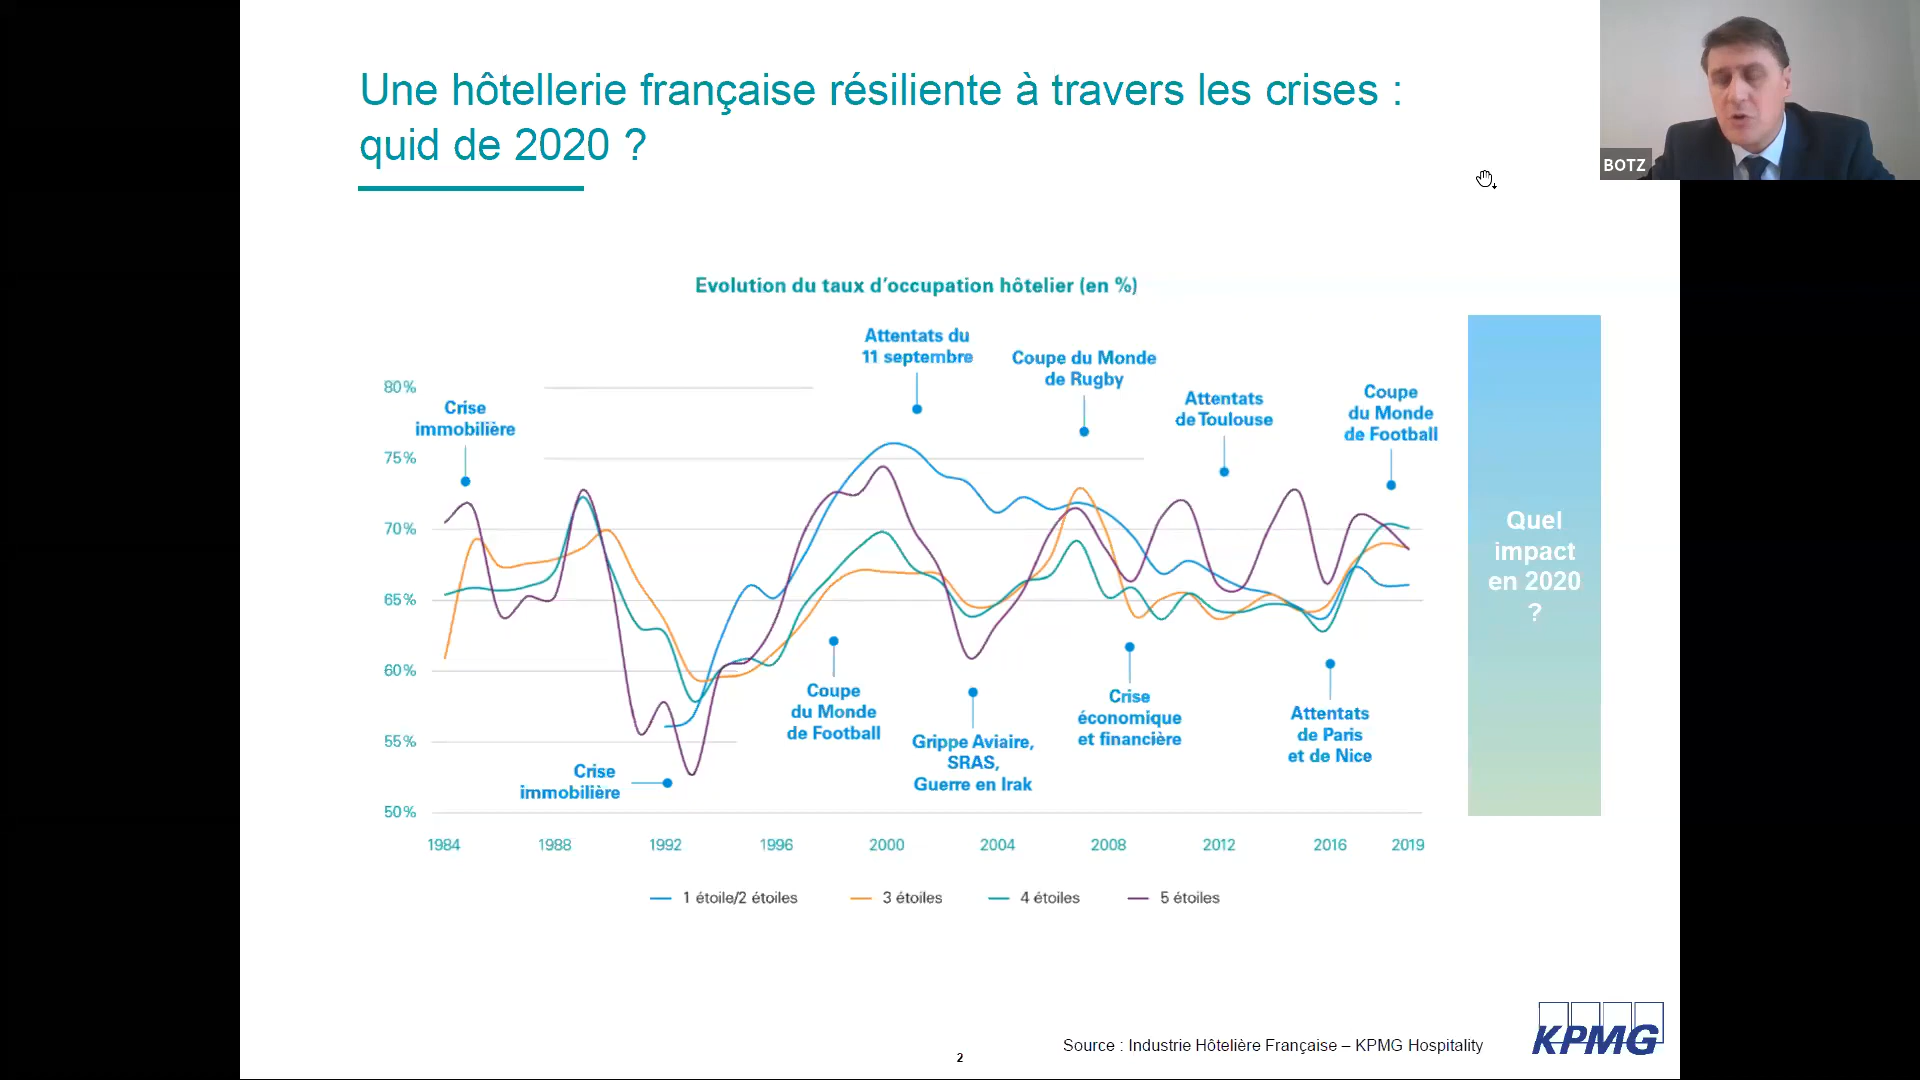 Une hôtellerie française résiliente à travers les crises :
quid de 2020 ?
BOTZ
Evolution du taux d'occupation hôtelier (en %)
Attentats du
11 septembre
Coupe du Monde
de Rugby
Attentats
de Toulouse
Coupe
du Monde
de Football
Crise
immobilière
80%
75%
70%
65%
60%
55%
50%
Quel
impact
en 2020
?
Coupe
du Monde
de Football
Grippe Aviaire,
SRAS,
Guerre en Irak
Crise
économique
et financière
Attentats
de Paris
et de Nice
Crise
immobilière
1984 1988 1992 1996 2000 2004 2008 2012 2016 2019
1 étoile/2 étoiles 3 étoiles 4 étoiles 5 étoiles
Source : Industrie Hôtelière Française – KPMG Hospitality
KPMG
2